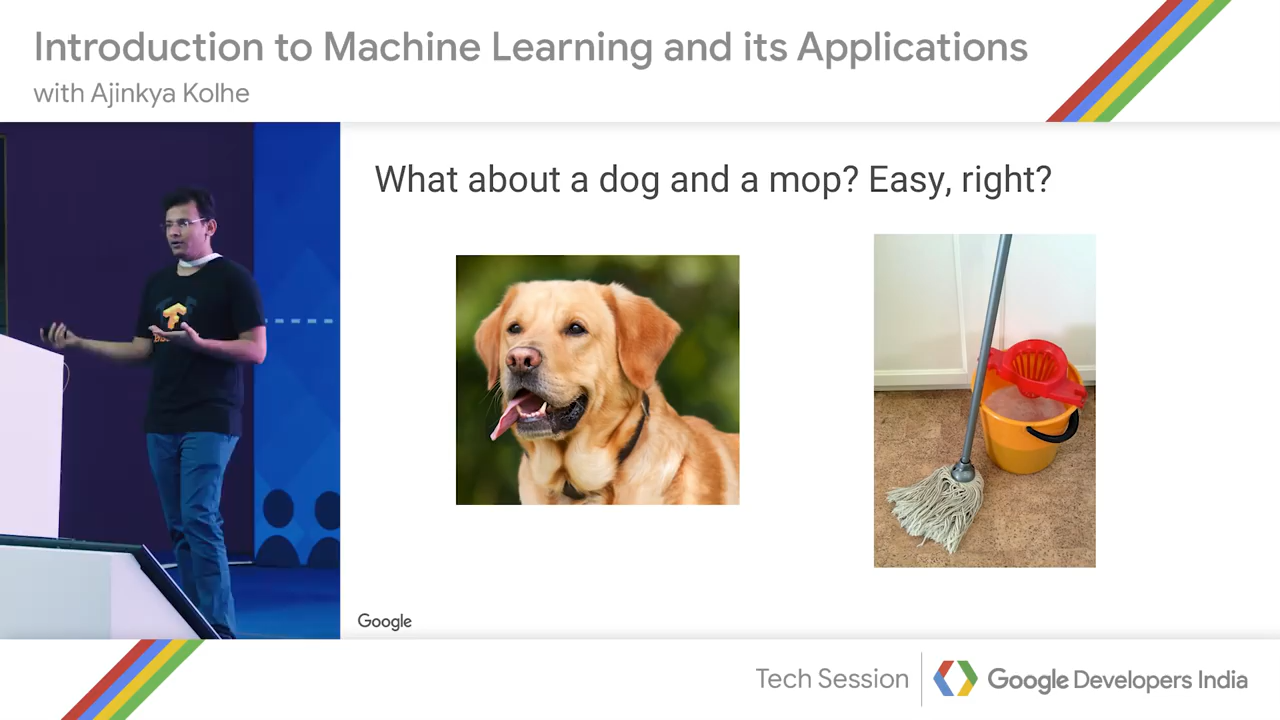 Introduction to Machine Learning and its Applications
with Ajinkya Kolhe
What about a dog and a mop? Easy, right?
Google
Tech Session
Google Developers India